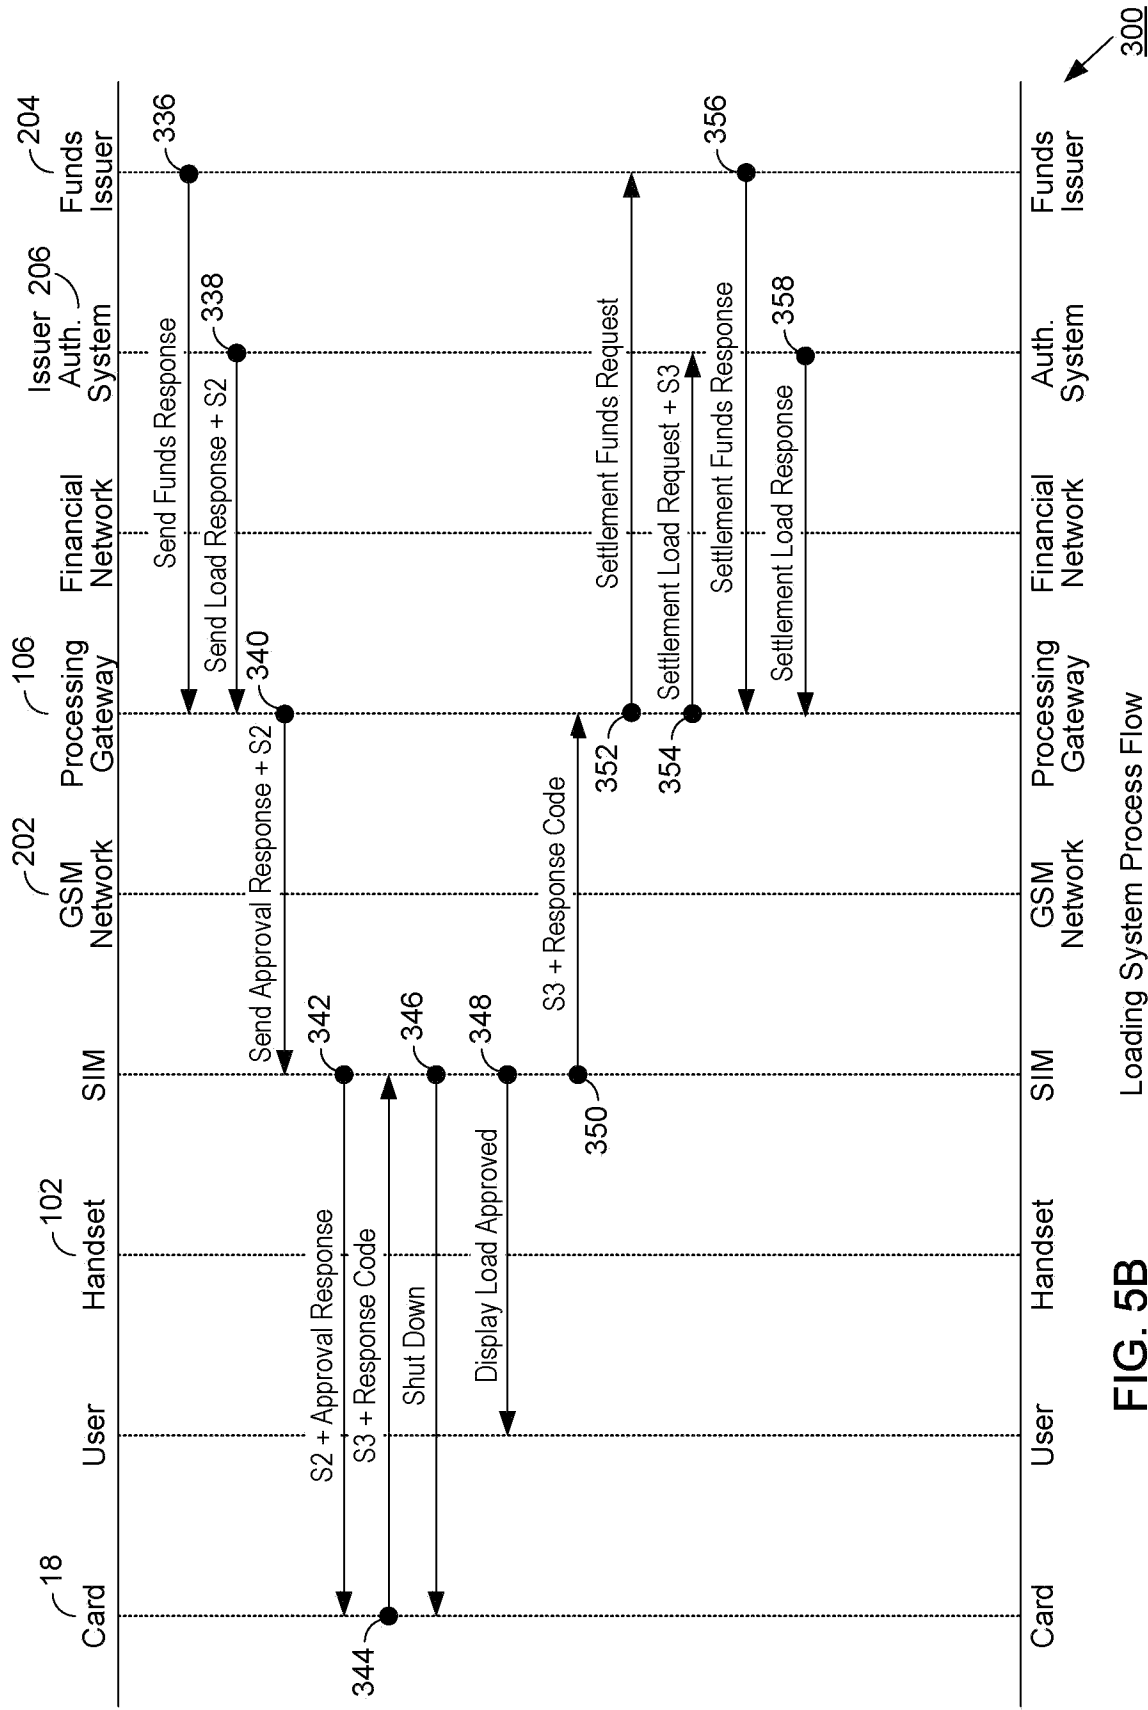 18
Card
User
102
Handset
SIM
202
GSM
Network
106
Processing
Gateway
Financial
Network
Issuer 206
Auth.
System
204
Funds
Issuer
336
Send Funds Response
338
Send Load Response + S2
340
Send Approval Response + S2
342
S2 + Approval Response
344
S3 + Response Code
346
Shut Down
348
Display Load Approved
350
S3 + Response Code
352
Settlement Funds Request
354
Settlement Load Request + S3
356
Settlement Funds Response
358
Settlement Load Response
Card
User
Handset
SIM
GSM
Network
Processing
Gateway
Financial
Network
Auth.
System
Funds
Issuer
300
Loading System Process Flow
FIG. 5B